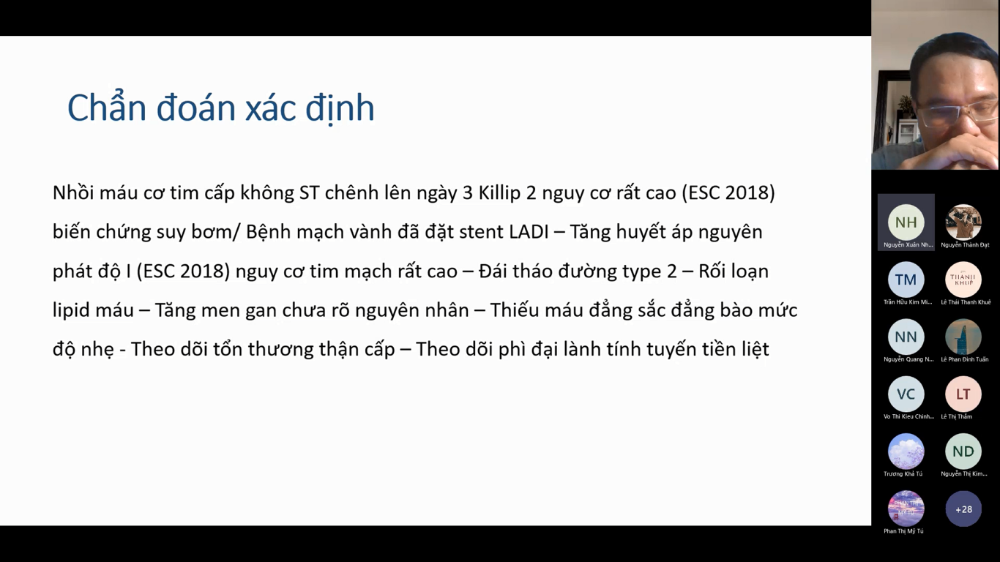 Chẩn đoán xác định
Nhồi máu cơ tim cấp không ST chênh lên ngày 3 Killip 2 nguy cơ rất cao (ESC 2018)
biến chứng suy bơm/ Bệnh mạch vành đã đặt stent LADI – Tăng huyết áp nguyên
phát độ I (ESC 2018) nguy cơ tim mạch rất cao – Đái tháo đường type 2 – Rối loạn
lipid máu – Tăng men gan chưa rõ nguyên nhân – Thiếu máu đẳng sắc đẳng bào mức
độ nhẹ - Theo dõi tổn thương thận cấp – Theo dõi phì đại lành tính tuyến tiền liệt
NH
Nguyễn Xuân Nh...
Nguyễn Thành Đạt
TM
Trần Hữu Kim Mi...
THANH
KHUÊ
Lê Thái Thanh Khuê
NN
Nguyễn Quang N...
Lê Phan Đình Tuấn
VC
Vo Thi Kieu Chinh...
LT
Lê Thị Thắm
Trương Khả Tú
ND
Nguyễn Thị Kim...
PHAN THỊ
MỸ TÚ
Phan Thị Mỹ Tú
+28